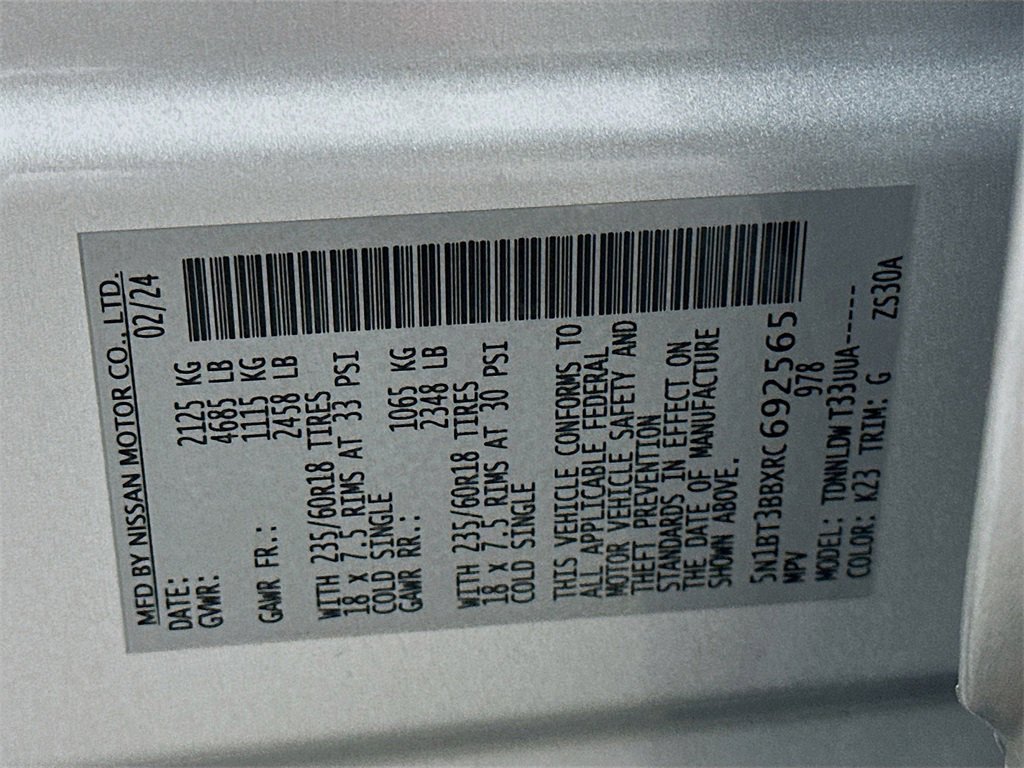 MFD BY NISSAN MOTOR CO., LTD.
DATE: 02/24
GVWR: 2125 KG
4685 LB
GAWR FR.: 1115 KG
2458 LB
WITH 235/60R18 TIRES
18 X 7.5 RIMS AT 33 PSI
COLD SINGLE
GAWR RR.: 1065 KG
2348 LB
WITH 235/60R18 TIRES
18 X 7.5 RIMS AT 30 PSI
COLD SINGLE
THIS VEHICLE CONFORMS TO
ALL APPLICABLE FEDERAL
MOTOR VEHICLE SAFETY AND
THEFT PREVENTION
STANDARDS IN EFFECT ON
THE DATE OF MANUFACTURE
SHOWN ABOVE.
5N1BT3BBXRC692565
MPV 978
MODEL: TDNNLDW T33UUA-----
COLOR: K23 TRIM: G ZS30A